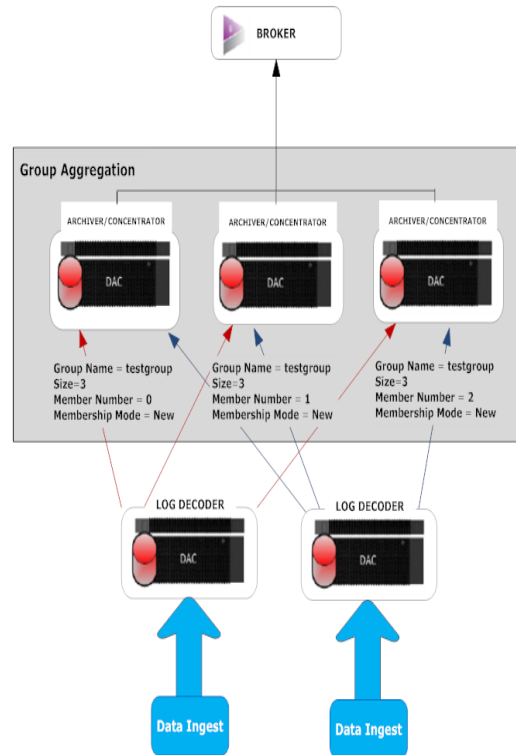 BROKER
Group Aggregation
ARCHIVER/CONCENTRATOR
ARCHIVER/CONCENTRATOR
ARCHIVER/CONCENTRATOR
DAC
DAC
DAC
Group Name = testgroup
Size=3
Member Number = 0
Membership Mode = New
Group Name = testgroup
Size=3
Member Number = 1
Membership Mode = New
Group Name = testgroup
Size=3
Member Number = 2
Membership Mode = New
LOG DECODER
LOG DECODER
DAC
DAC
Data Ingest
Data Ingest